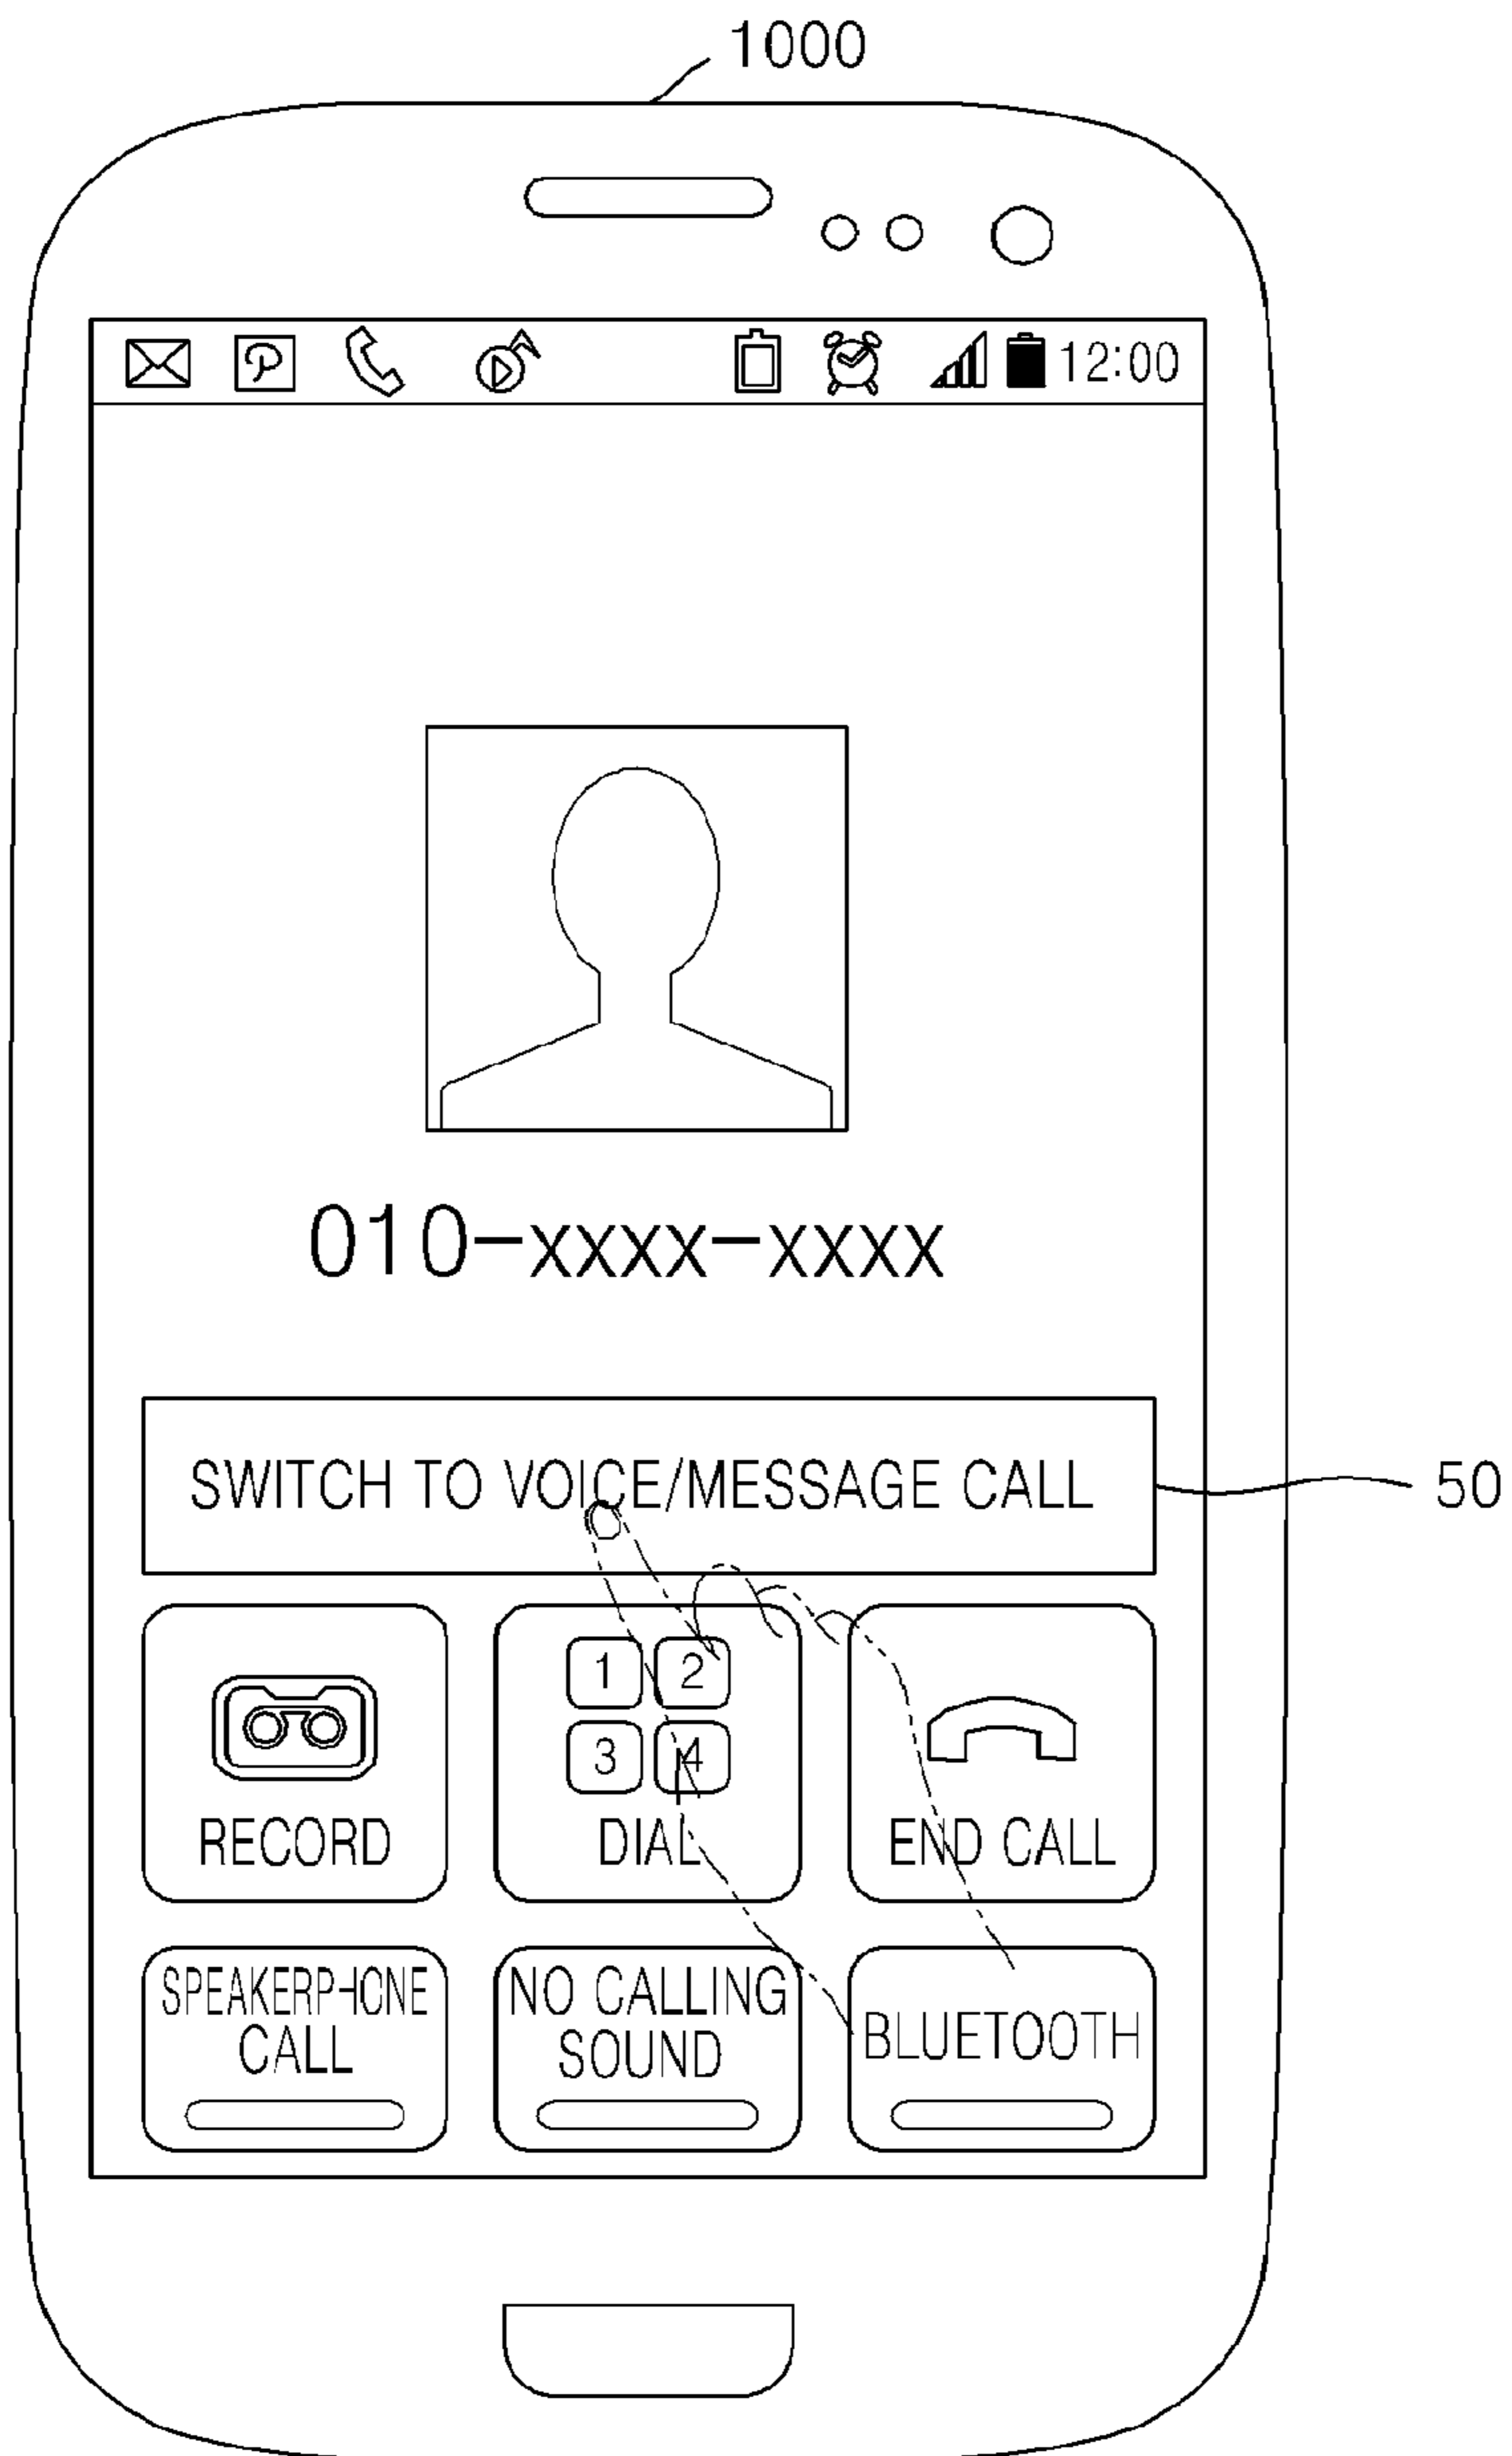 1000
12:00
010-xxxx-xxxx
SWITCH TO VOICE/MESSAGE CALL
50
1 2
3 4
RECORD
DIAL
END CALL
SPEAKERPHONE
CALL
NO CALLING
SOUND
BLUETOOTH